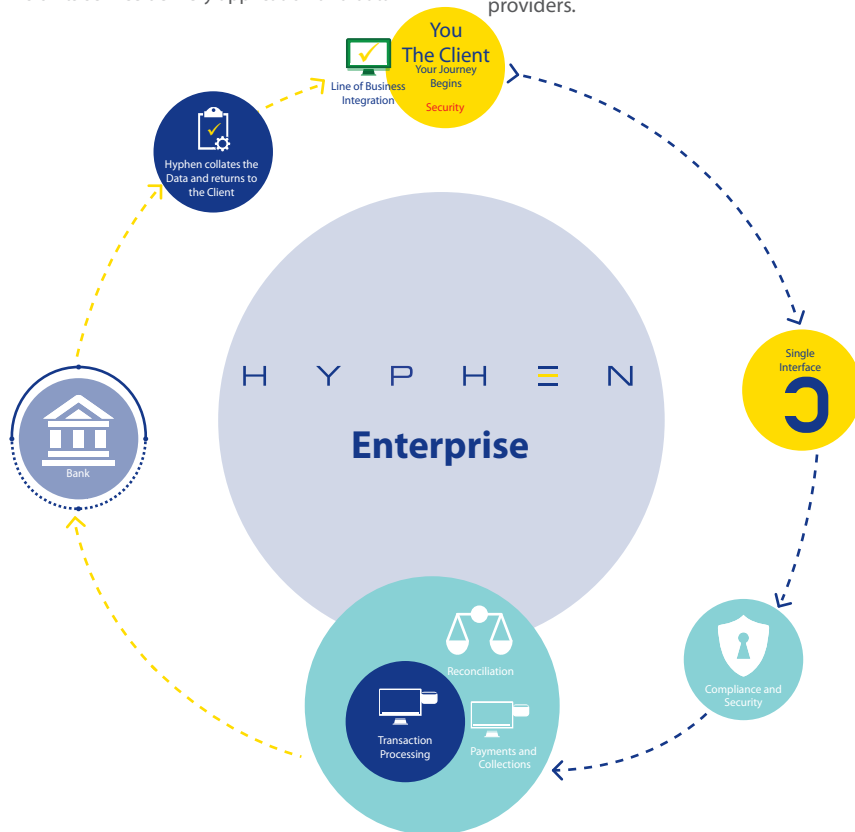 providers.
You
The Client
Your Journey
Begins
Security
Line of Business
Integration
Hyphen collates the
Data and returns to
the Client
Single
Interface
HYPHEN
Enterprise
Bank
Compliance and
Security
Reconciliation
Transaction
Processing
Payments and
Collections